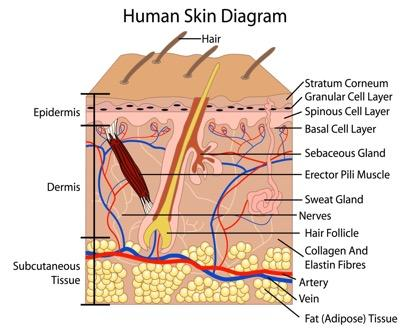 Human Skin Diagram
Hair
Stratum Corneum
Granular Cell Layer
Spinous Cell Layer
Basal Cell Layer
Sebaceous Gland
Erector Pili Muscle
Sweat Gland
Nerves
Hair Follicle
Collagen And
Elastin Fibres
Artery
Vein
Fat (Adipose) Tissue
Epidermis
Dermis
Subcutaneous
Tissue